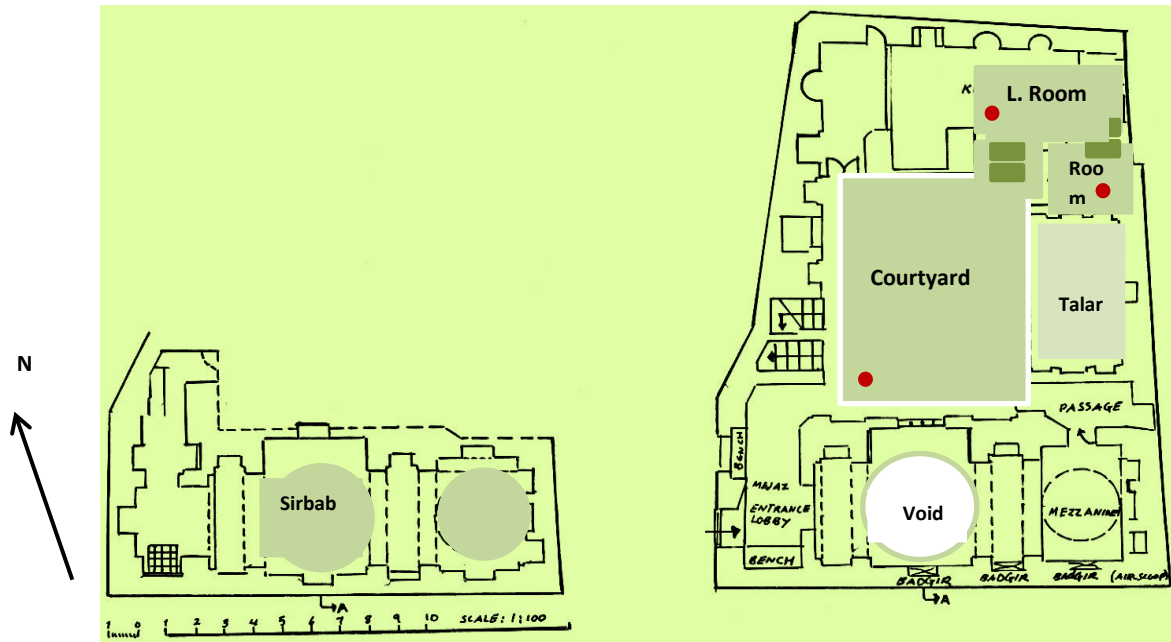 N
Sirbab
A
1 0 1 2 3 4 5 6 7 8 9 10 SCALE: 1:100
L. Room
K
Roo
m
Courtyard
Talar
PASSAGE
BENCH
MEJAZ
ENTRANCE
LOBBY
BENCH
Void
MEZZANINE
BADGIR BADGIR BADGIR (AIR SCOOP)
A